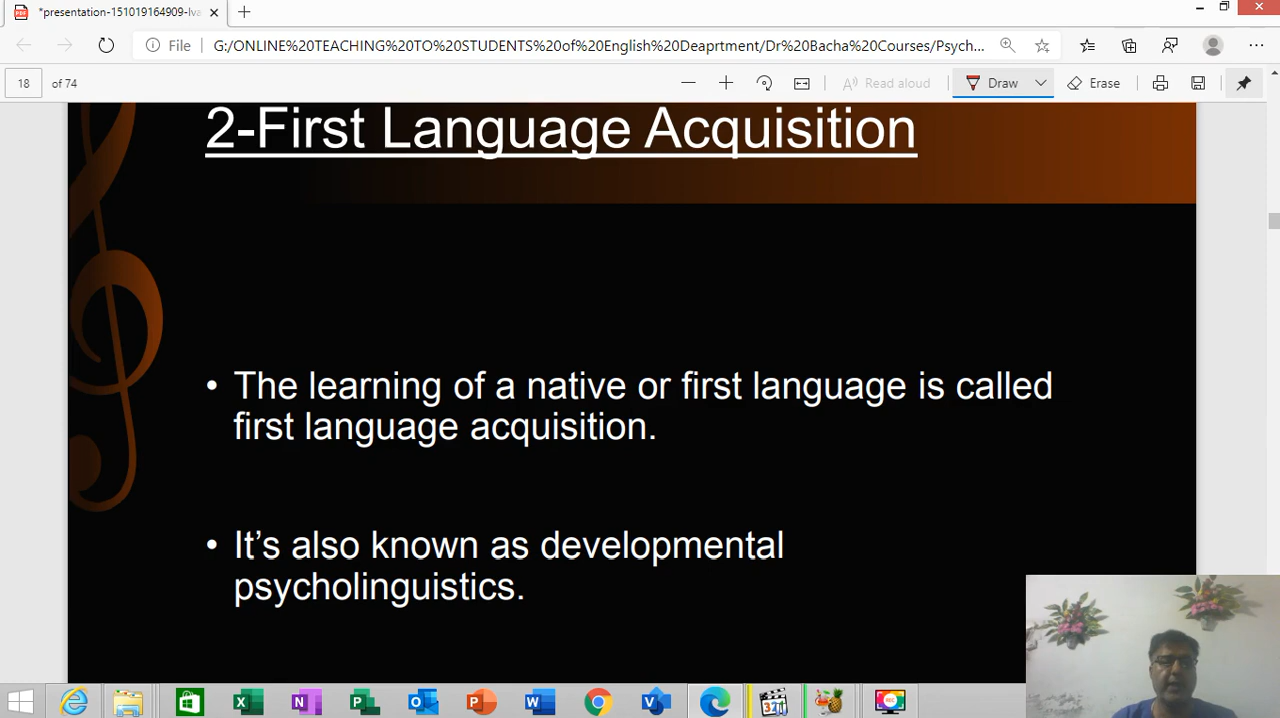 *presentation-151019164909-lva
File
G:/ONLINE%20TEACHING%20TO%20STUDENTS%20of%20English%20Deaprtment/Dr%20Bacha%20Courses/Psych...
18 of 74
Read aloud
Draw
Erase
2-First Language Acquisition
• The learning of a native or first language is called
first language acquisition.
• It’s also known as developmental
psycholinguistics.